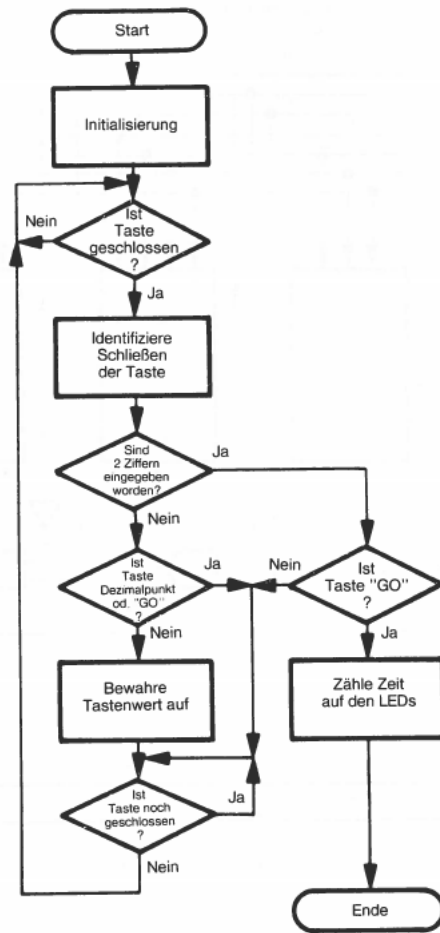 Start
Initialisierung
Nein
Ist
Taste
geschlossen
?
Ja
Identifiziere
Schließen
der Taste
Sind
2 Ziffern
eingegeben
worden?
Ja
Nein
Ist
Taste
Dezimalpunkt
od. "GO"
?
Ja
Nein
Ist
Taste "GO"
?
Nein
Ja
Bewahre
Tastenwert auf
Zähle Zeit
auf den LEDs
Ist
Taste noch
geschlossen
?
Ja
Nein
Ende